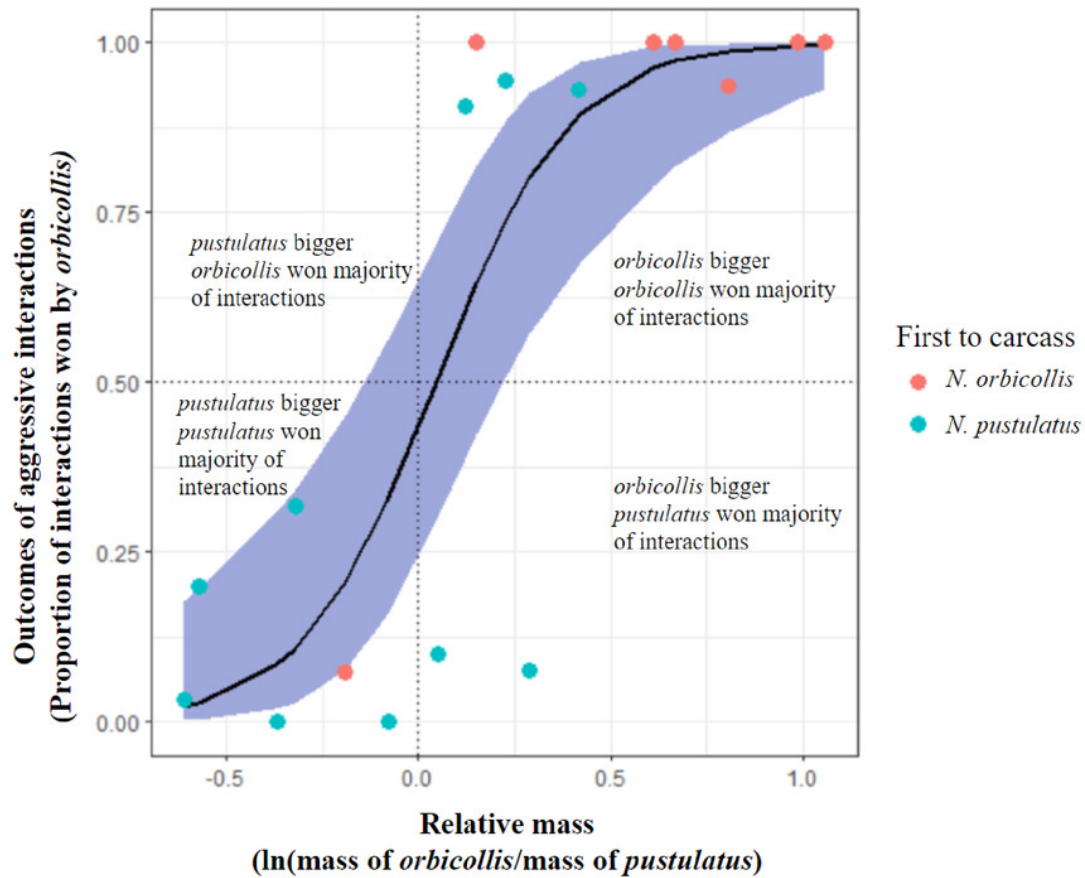 Outcomes of aggressive interactions
(Proportion of interactions won by orbicollis)
1.00
0.75
0.50
0.25
0.00
pustulatus bigger
orbicollis won majority
of interactions
orbicollis bigger
orbicollis won majority
of interactions
pustulatus bigger
pustulatus won
majority of
interactions
orbicollis bigger
pustulatus won majority
of interactions
First to carcass
N. orbicollis
N. pustulatus
-0.5
0.0
0.5
1.0
Relative mass
(ln(mass of orbicollis/mass of pustulatus)